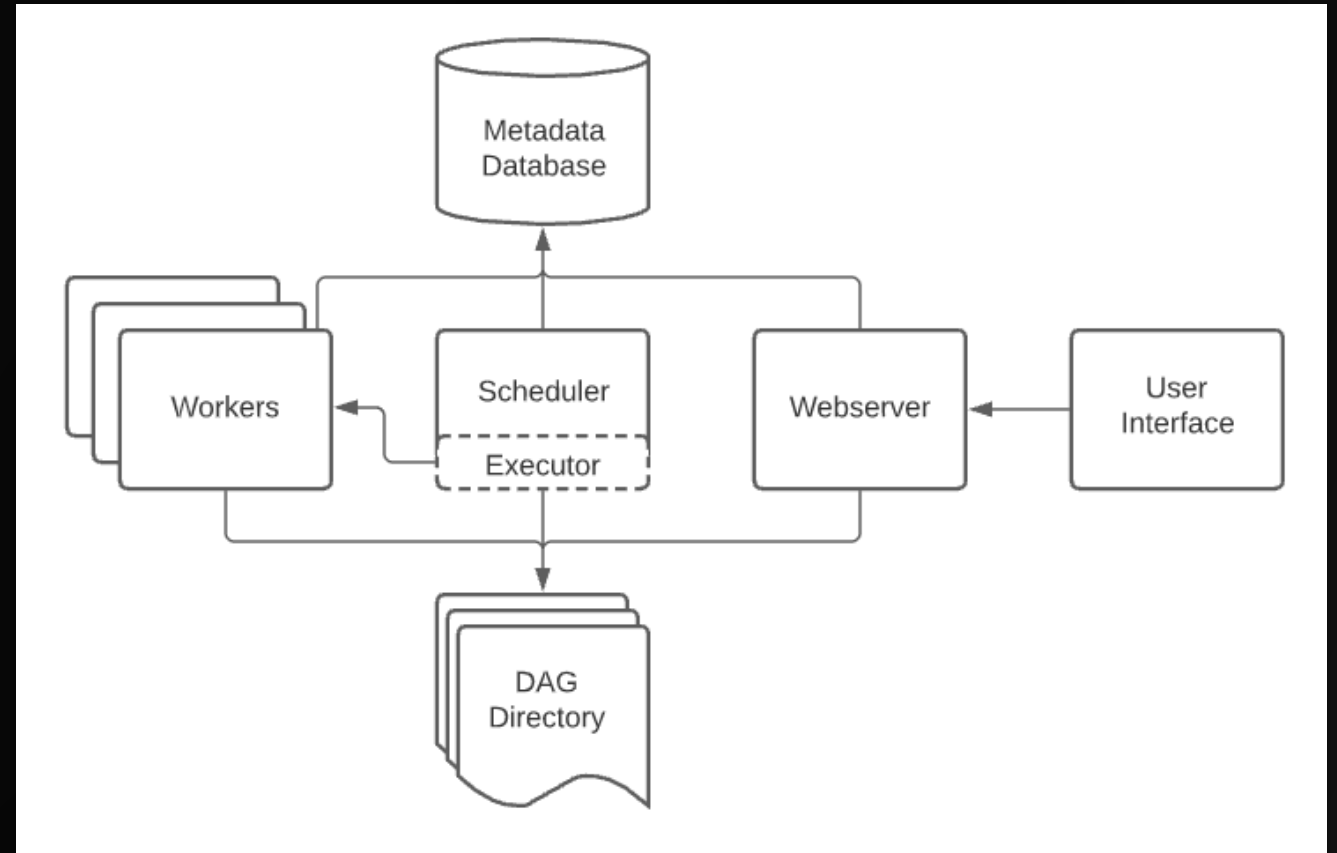 Metadata
Database
Workers
Scheduler
Executor
Webserver
User
Interface
DAG
Directory